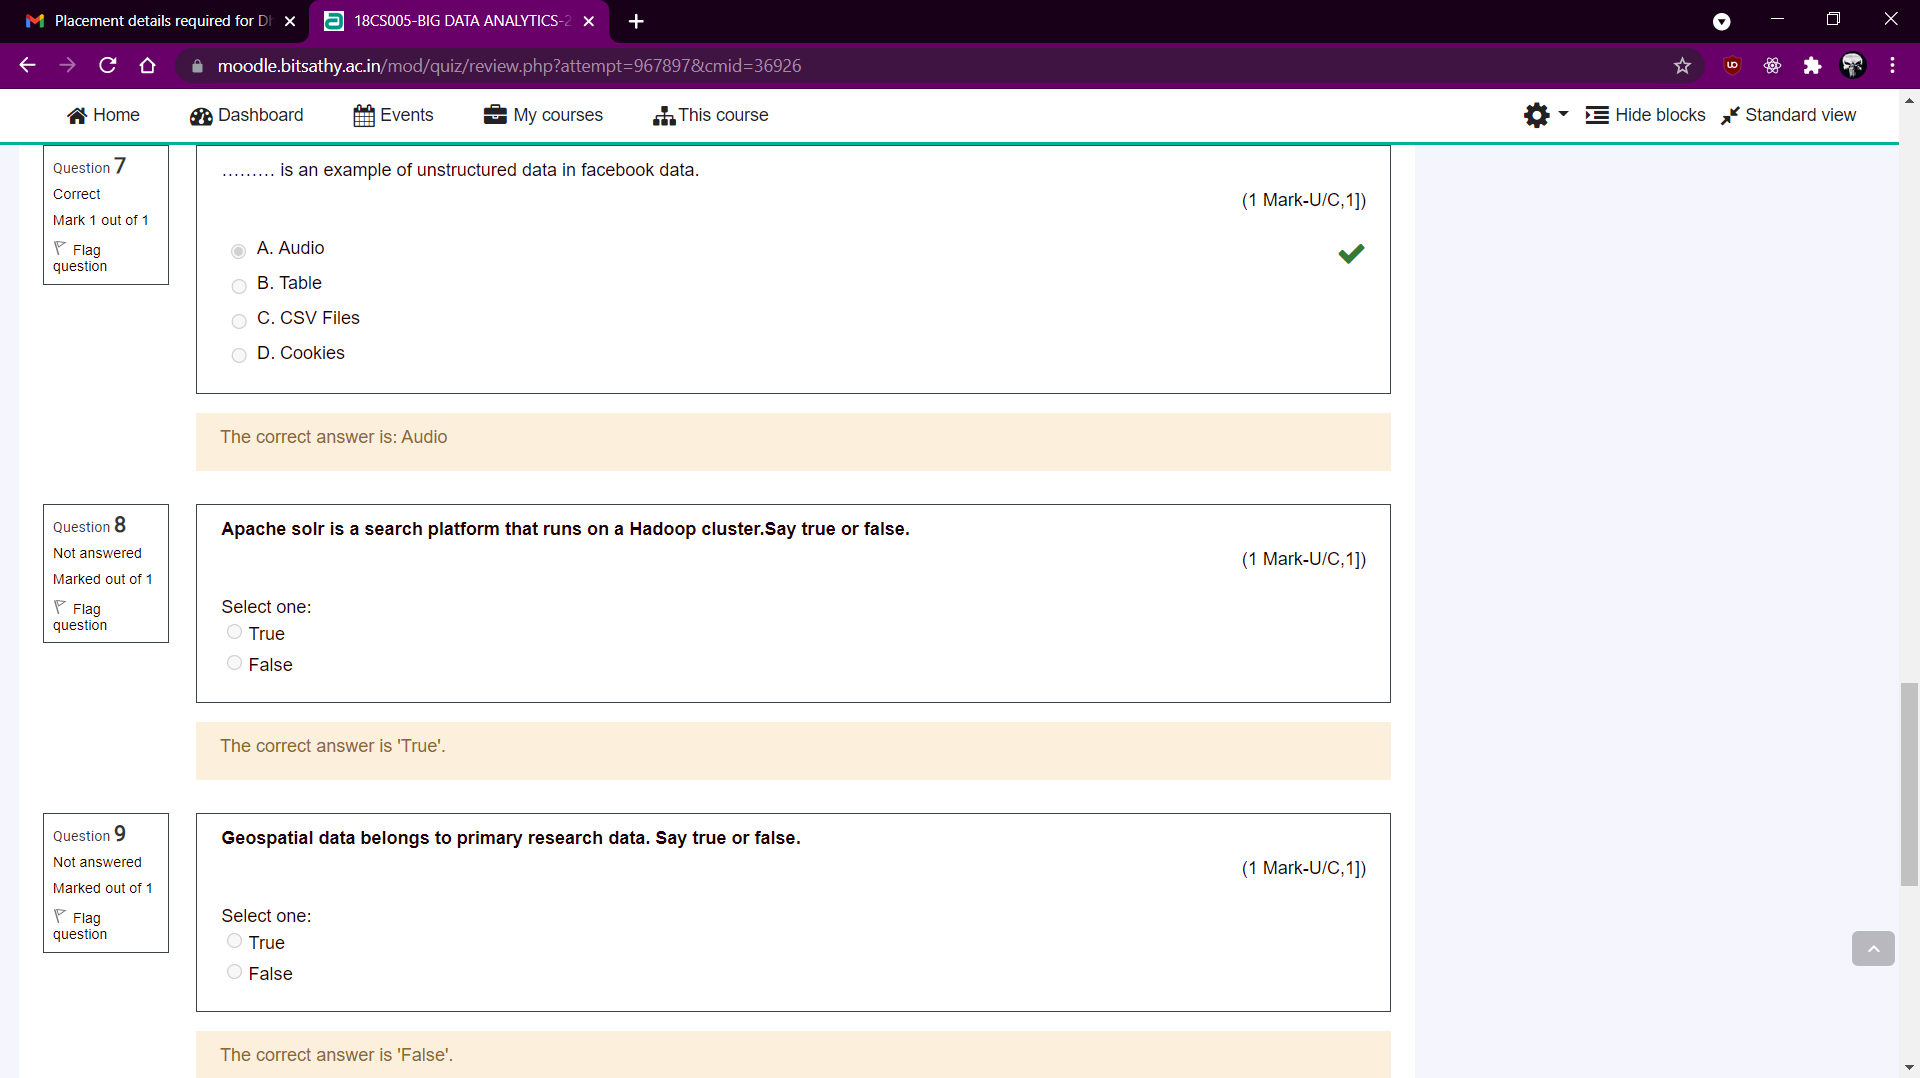 Placement details required for Dh
18CS005-BIG DATA ANALYTICS-2
moodle.bitsathy.ac.in/mod/quiz/review.php?attempt=967897&cmid=36926
Home
Dashboard
Events
My courses
This course
Hide blocks
Standard view
Question 7
Correct
Mark 1 out of 1
Flag
question
……… is an example of unstructured data in facebook data.
(1 Mark-U/C,1])
A. Audio
B. Table
C. CSV Files
D. Cookies
The correct answer is: Audio
Question 8
Not answered
Marked out of 1
Flag
question
Apache solr is a search platform that runs on a Hadoop cluster.Say true or false.
(1 Mark-U/C,1])
Select one:
True
False
The correct answer is 'True'.
Question 9
Not answered
Marked out of 1
Flag
question
Geospatial data belongs to primary research data. Say true or false.
(1 Mark-U/C,1])
Select one:
True
False
The correct answer is 'False'.